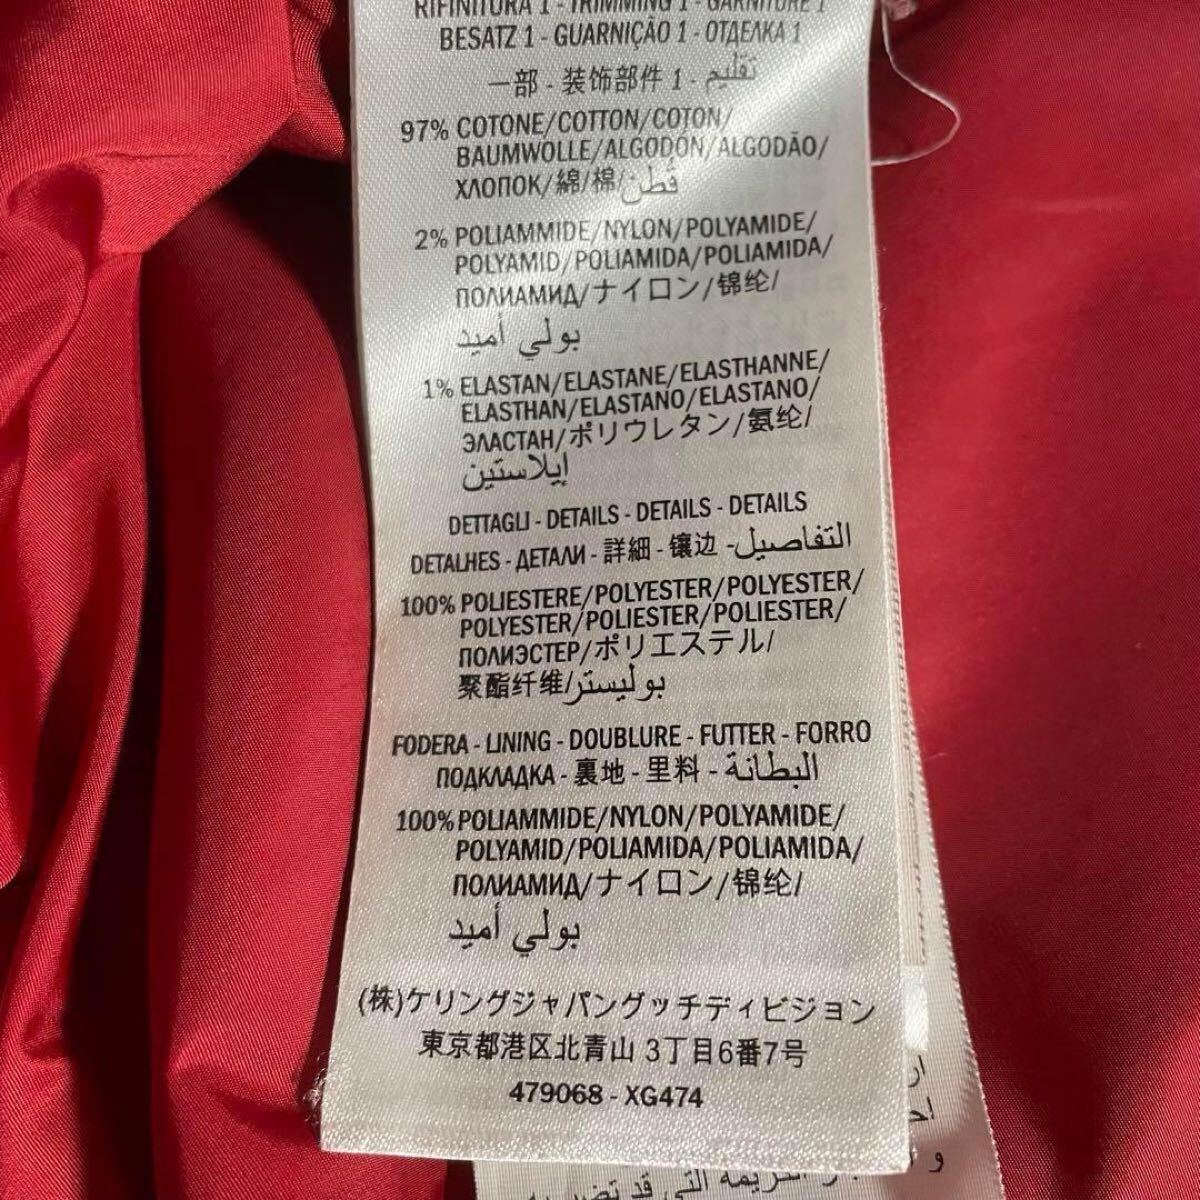 RIFINITURA 1 - TRIMMING 1 - GARNITURE 1
BESATZ 1 - GUARNIÇÃO 1 - ОТДЕЛКА 1
一部 - 装饰部件 1 - تقليم
97% COTONE/COTTON/COTON/
BAUMWOLLE/ALGODÓN/ALGODÃO/
ХЛОПОК/綿/棉/قطن
2% POLIAMMIDE/NYLON/POLYAMIDE/
POLYAMID/POLIAMIDA/POLIAMIDA/
ПОЛИАМИД/ナイロン/锦纶/
بولي أميد
1% ELASTAN/ELASTANE/ELASTHANNE/
ELASTHAN/ELASTANO/ELASTANO/
ЭЛАСТАН/ポリウレタン/氨纶/
إيلاستين
DETTAGLI - DETAILS - DETAILS - DETAILS
DETALHES - ДЕТАЛИ - 詳細 - 镶边 -التفاصيل
100% POLIESTERE/POLYESTER/POLYESTER/
POLYESTER/POLIESTER/POLIESTER/
ПОЛИЭСТЕР/ポリエステル/
聚酯纤维/بوليستر
FODERA - LINING - DOUBLURE - FUTTER - FORRO
ПОДКЛАДКА - 裏地 - 里料 - البطانة
100% POLIAMMIDE/NYLON/POLYAMIDE/
POLYAMID/POLIAMIDA/POLIAMIDA/
ПОЛИАМИД/ナイロン/锦纶/
بولي أميد
(株)ケリングジャパングッチディビジョン
東京都港区北青山 3丁目6番7号
479068 - XG474
التي قد